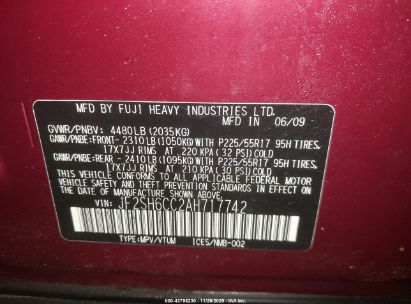 MFD BY FUJI HEAVY INDUSTRIES LTD. DATE IN 06/09
GVWR/PNBV: 4480LB (2035KG)
GAWR/PNBE:FRONT- 2310LB (1050KG)WITH P225/55R17 95H TIRES.
17X7JJ RIMS AT 220 KPA (32 PSI) COLD
GAWR/PNBE:REAR - 2410LB (1095KG)WITH P225/55R17 95H TIRES.
17X7JJ RIMS AT 210 KPA (30 PSI) COLD
THIS VEHICLE CONFORMS TO ALL APPLICABLE FEDERAL MOTOR
VEHICLE SAFETY, BUMPER, AND THEFT PREVENTION STANDARDS
IN EFFECT ON THE DATE OF MANUFACTURE SHOWN ABOVE.
VIN: JF2SH6CC2AH717742
TYPE:MPV/VTUM ICES/NMB-002